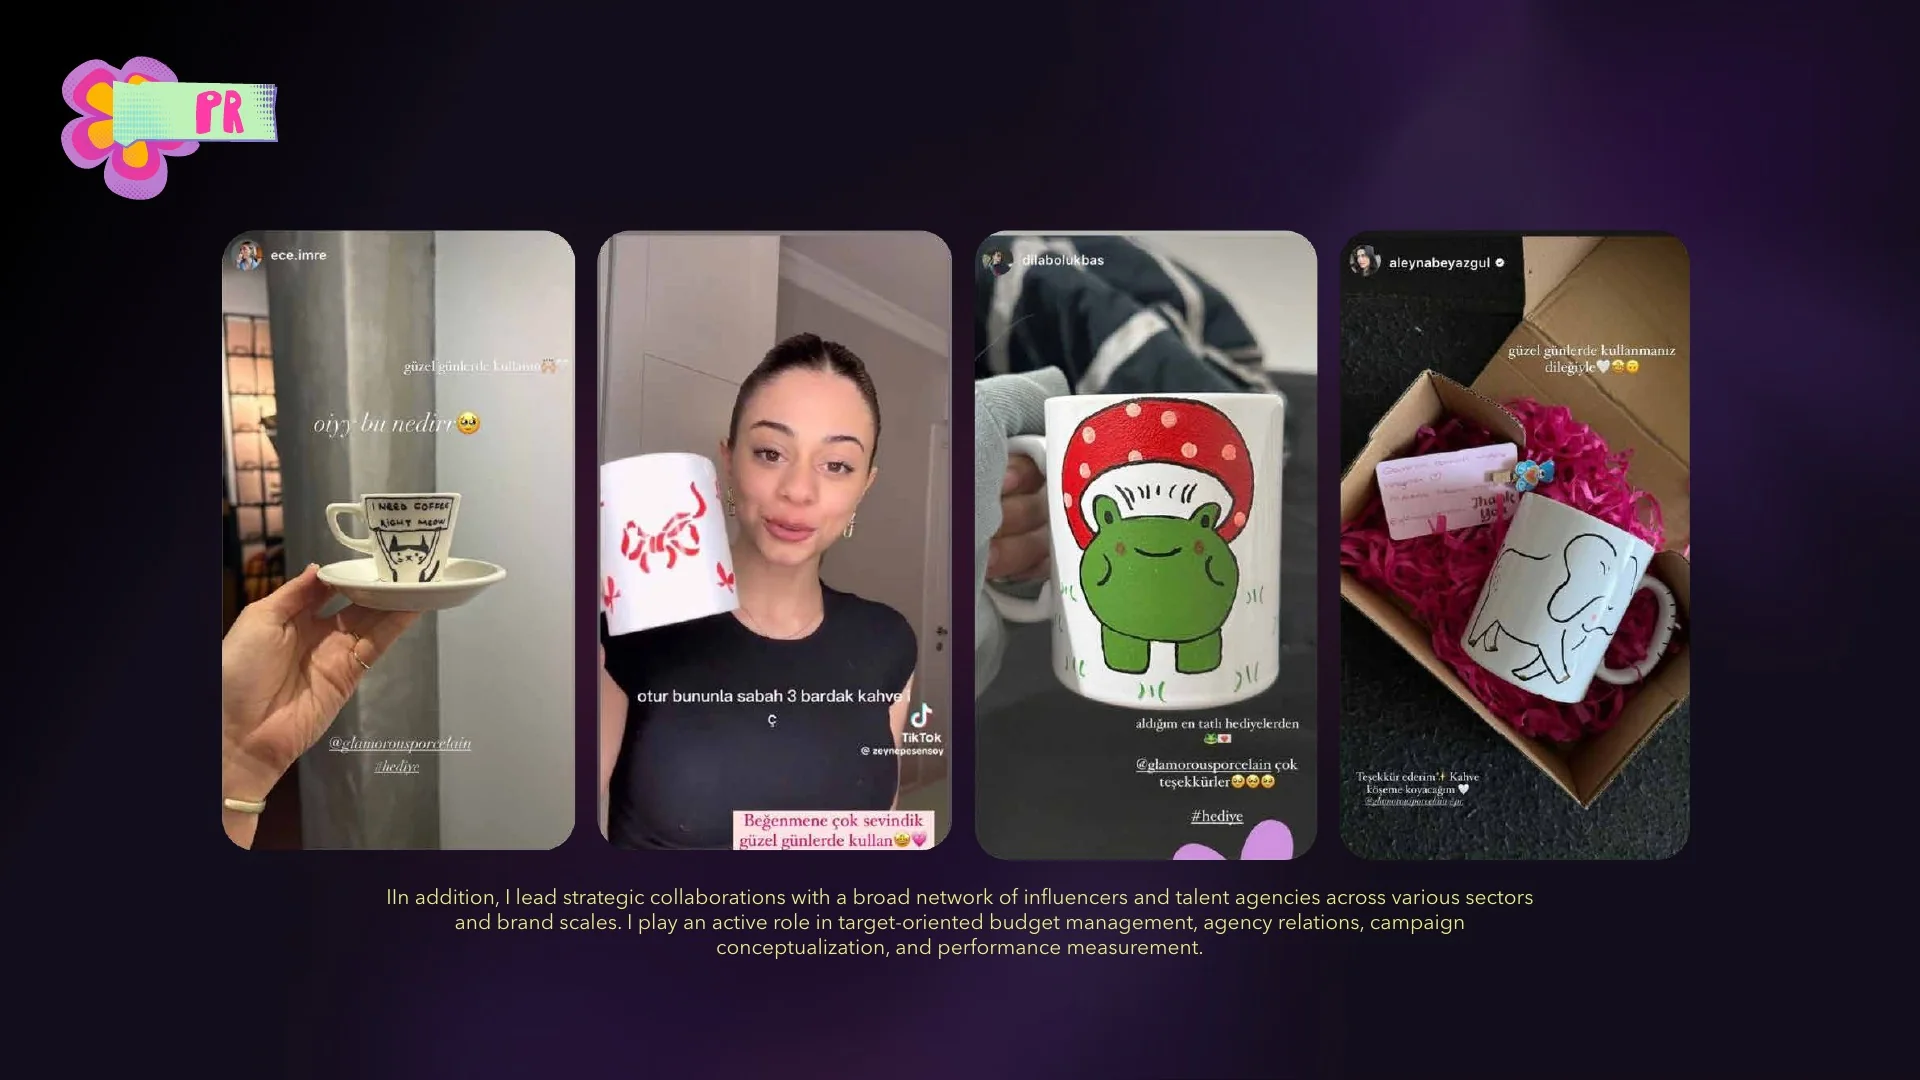 PR
ece.imre
güzel günlerde kullanın
oiyy bu nedirr🥹
I NEED COFFEE
RIGHT MEOW
@glamorousporcelain
#hediye
otur bununla sabah 3 bardak kahve i
ç
TikTok
@ zeynepesensoy
Beğenmene çok sevindik
güzel günlerde kullan🤩💗
dilabolukbas
aldığım en tatlı hediyelerden
🐸💌
@glamorousporcelain çok
teşekkürler🥹🥹🥹
#hediye
aleynabeyazgul
güzel günlerde kullanmanız
dileğiyle🤍🤩🙃
Thank
you
Teşekkür ederim✨ Kahve
köşeme koyacağım 🤍
@glamorousporcelain #pr
IIn addition, I lead strategic collaborations with a broad network of influencers and talent agencies across various sectors
and brand scales. I play an active role in target-oriented budget management, agency relations, campaign
conceptualization, and performance measurement.